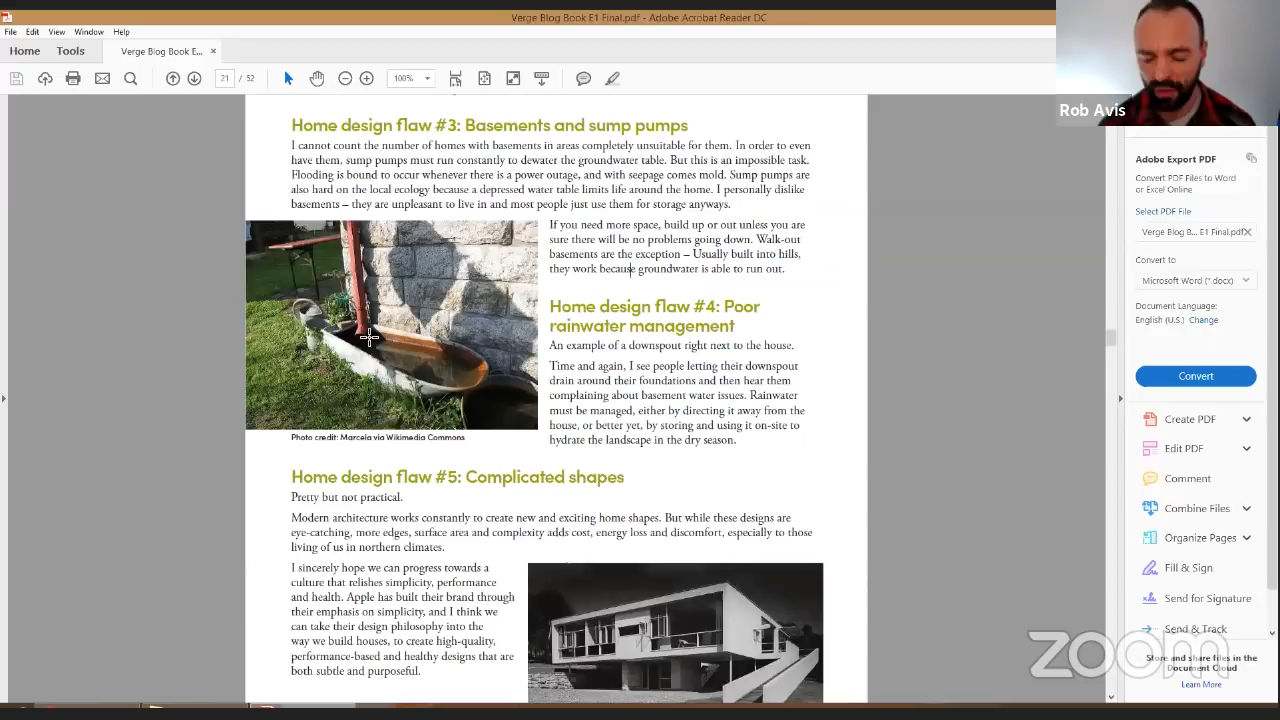 Verge Blog Book E1 Final.pdf - Adobe Acrobat Reader DC
File Edit View Window Help
Home Tools Verge Blog Book E... ×
21 / 52 100%
Rob Avis
Home design flaw #3: Basements and sump pumps
I cannot count the number of homes with basements in areas completely unsuitable for them. In order to even
have them, sump pumps must run constantly to dewater the groundwater table. But this is an impossible task.
Flooding is bound to occur whenever there is a power outage, and with seepage comes mold. Sump pumps are
also hard on the local ecology because a depressed water table limits life around the home. I personally dislike
basements – they are unpleasant to live in and most people just use them for storage anyways.
If you need more space, build up or out unless you are
sure there will be no problems going down. Walk-out
basements are the exception – Usually built into hills,
they work because groundwater is able to run out.
Home design flaw #4: Poor
rainwater management
An example of a downspout right next to the house.
Time and again, I see people letting their downspout
drain around their foundations and then hear them
complaining about basement water issues. Rainwater
must be managed, either by directing it away from the
house, or better yet, by storing and using it on-site to
hydrate the landscape in the dry season.
Photo credit: Marcela via Wikimedia Commons
Home design flaw #5: Complicated shapes
Pretty but not practical.
Modern architecture works constantly to create new and exciting home shapes. But while these designs are
eye-catching, more edges, surface area and complexity adds cost, energy loss and discomfort, especially to those
living of us in northern climates.
I sincerely hope we can progress towards a
culture that relishes simplicity, performance
and health. Apple has built their brand through
their emphasis on simplicity, and I think we
can take their design philosophy into the
way we build houses, to create high-quality,
performance-based and healthy designs that are
both subtle and purposeful.
Adobe Export PDF
Convert PDF Files to Word
or Excel Online
Select PDF File
Verge Blog B... E1 Final.pdf ×
Convert to
Microsoft Word (*.docx)
Document Language:
English (U.S.) Change
Convert
Create PDF
Edit PDF
Comment
Combine Files
Organize Pages
Fill & Sign
Send for Signature
Send & Track
Store and share files in the
Document Cloud
Learn More
zoom